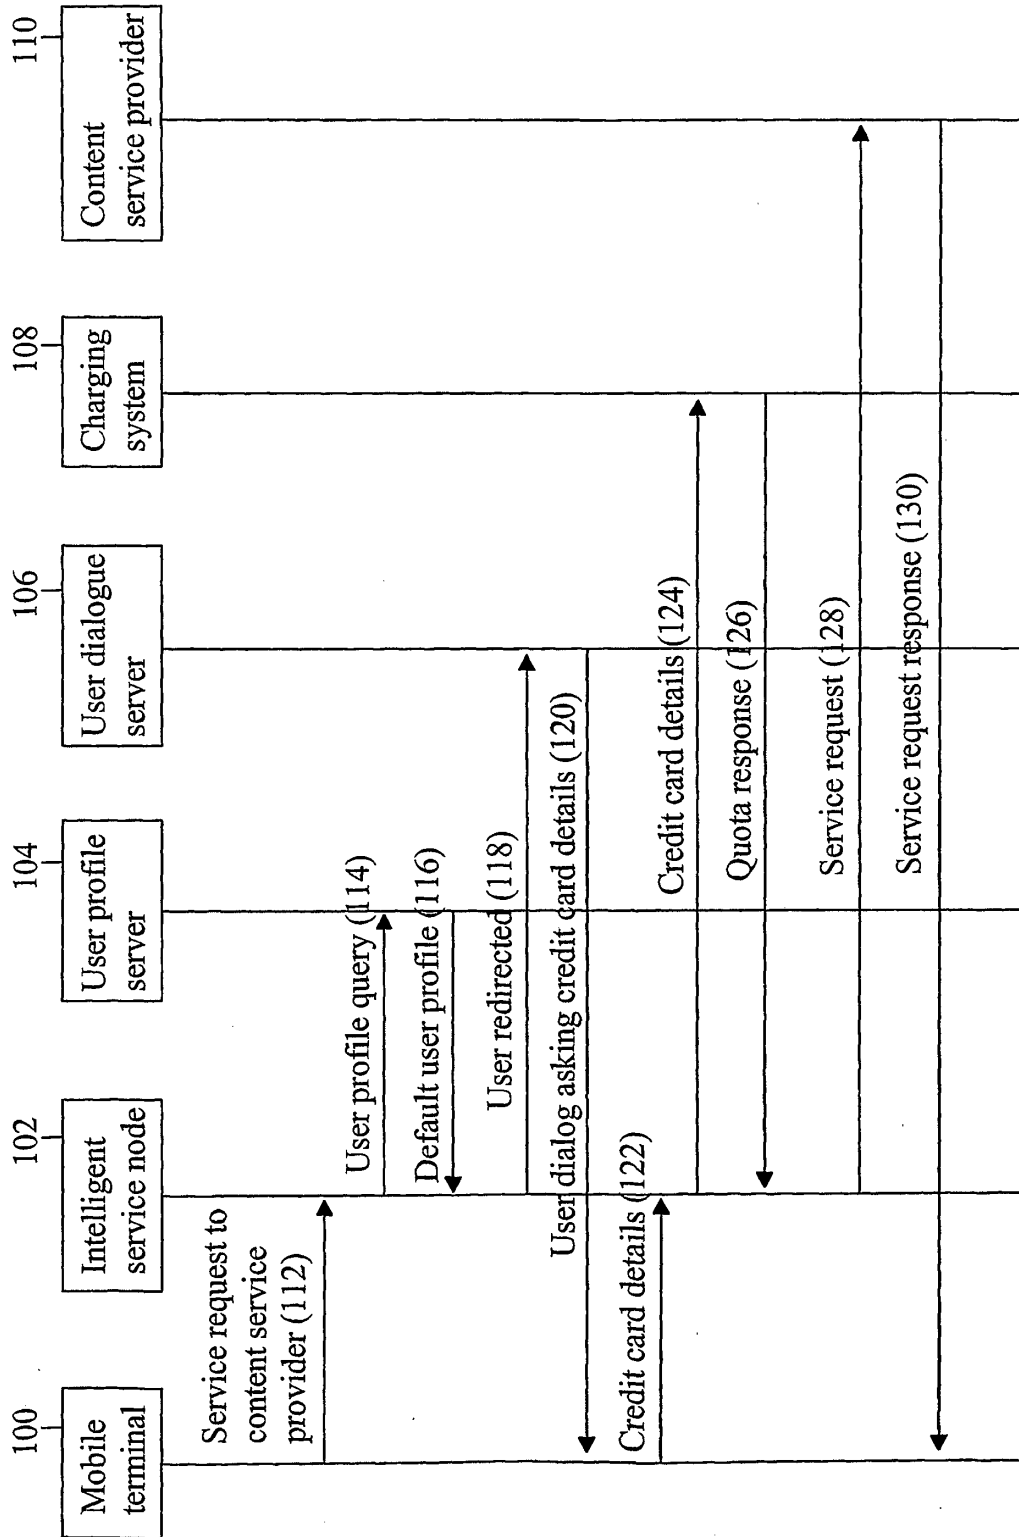 100
Mobile
terminal
102
Intelligent
service node
104
User profile
server
106
User dialogue
server
108
Charging
system
110
Content
service provider
Service request to
content service
provider (112)
User profile query (114)
Default user profile (116)
User redirected (118)
User dialog asking credit card details (120)
Credit card details (122)
Credit card details (124)
Quota response (126)
Service request (128)
Service request response (130)